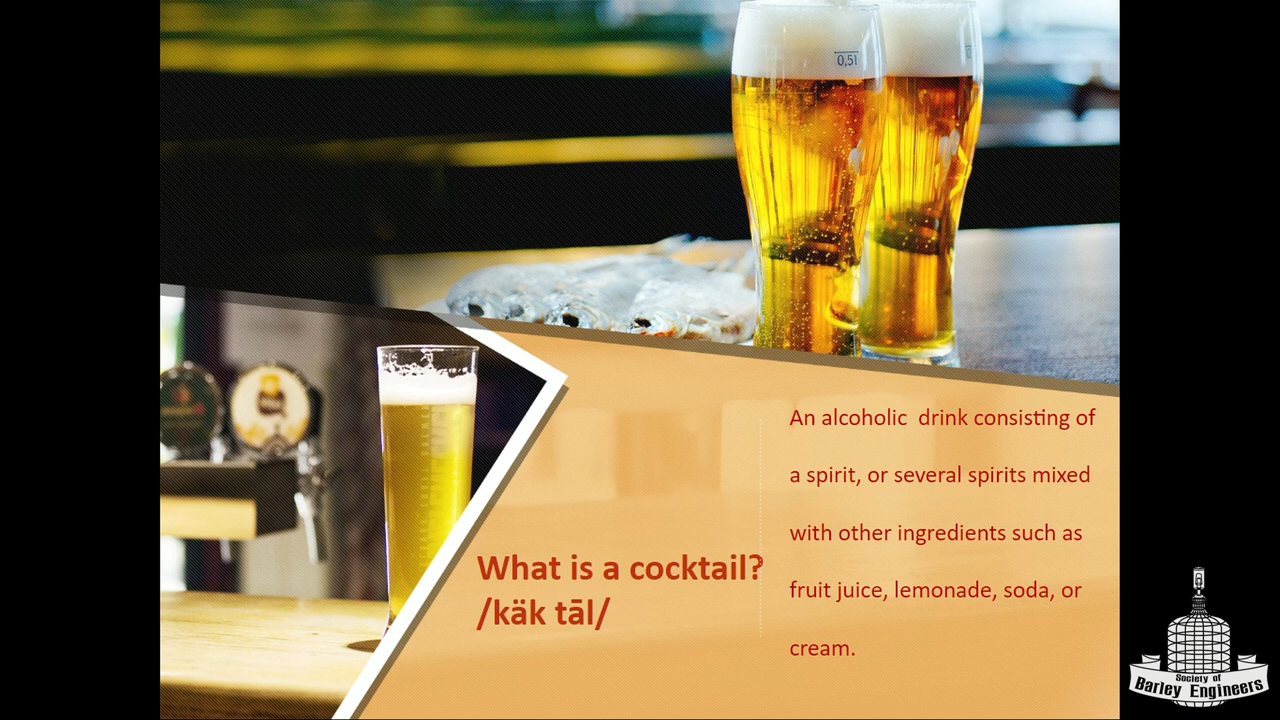 0,5l
What is a cocktail?
/käk tāl/
An alcoholic  drink consisting of
a spirit, or several spirits mixed
with other ingredients such as
fruit juice, lemonade, soda, or
cream.
Society of
Barley Engineers